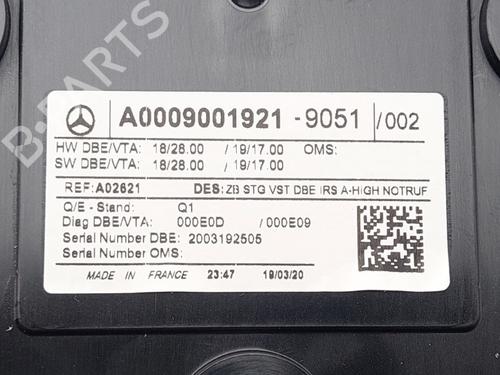 A0009001921 - 9051 /002
HW DBE/VTA: 18/28.00 / 19/17.00 OMS:
SW DBE/VTA: 18/28.00 / 19/17.00
REF: A02621 DES: ZB STG VST DBE IRS A-HIGH NOTRUF
Q/E - Stand: Q1
Diag DBE/VTA: 000E0D / 000E09
Serial Number DBE: 2003192505
Serial Number OMS:
MADE IN FRANCE 23:47 19/03/20
B-PARTS